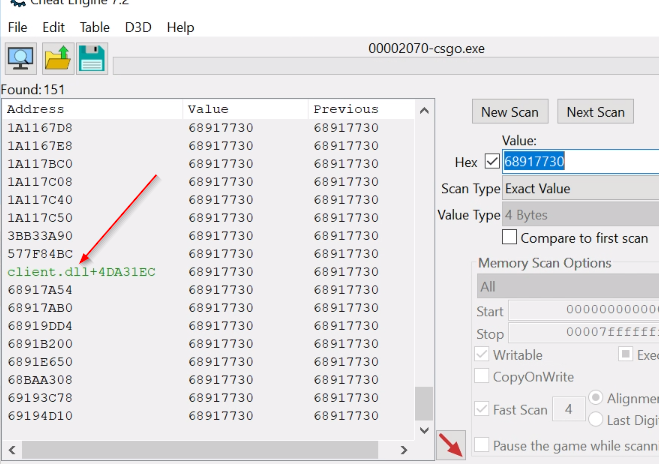 Cheat Engine 7.2
File Edit Table D3D Help
00002070-csgo.exe
Found:151
Address Value Previous
1A1167D8 68917730 68917730
1A1167E8 68917730 68917730
1A117BC0 68917730 68917730
1A117C08 68917730 68917730
1A117C40 68917730 68917730
1A117C50 68917730 68917730
3BB33A90 68917730 68917730
577F84BC 68917730 68917730
client.dll+4DA31EC 68917730 68917730
68917A54 68917730 68917730
68917AB0 68917730 68917730
68919DD4 68917730 68917730
6891B200 68917730 68917730
6891E650 68917730 68917730
68BAA308 68917730 68917730
69193C78 68917730 68917730
69194D10 68917730 68917730
New Scan Next Scan
Value:
Hex 68917730
Scan Type Exact Value
Value Type 4 Bytes
Compare to first scan
Memory Scan Options
All
Start 000000000000
Stop 00007ffffff
Writable Exe
CopyOnWrite
Fast Scan 4 Alignme
Last Digit
Pause the game while scann